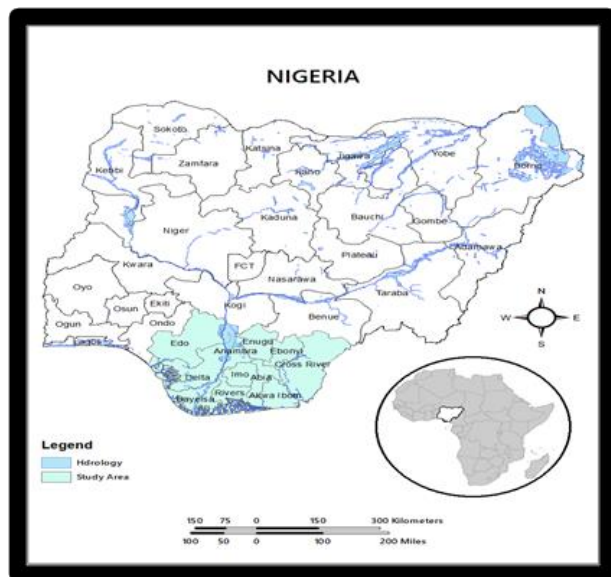 NIGERIA
Sokoto
Katsina
Zamfara
Kebbi
Kano
Jigawa
Yobe
Borno
Kaduna
Bauchi
Gombe
Niger
Adamawa
Plateau
Kwara
FCT
Nasarawa
Taraba
Oyo
Kogi
Benue
Osun
Ekiti
Ogun
Ondo
Lagos
Edo
Enugu
Anamara
Ebonyi
Cross River
Delta
Imo
Abia
Rivers
Akwa Ibom
Bayelsa
N
W E
S
Legend
Hdrology
Study Area
150 75 0 150 300 Kilometers
100 50 0 100 200 Miles